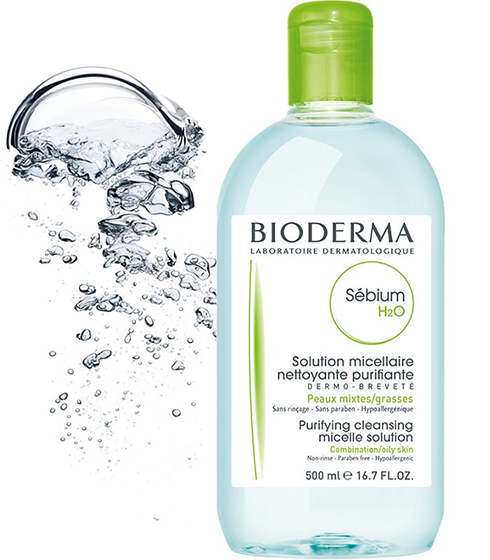 BIODERMA
LABORATOIRE DERMATOLOGIQUE
Sébium
H2O
Solution micellaire
nettoyante purifiante
DERMO-BREVETÉ
Peaux mixtes/grasses
Sans rinçage - Sans paraben - Hypoallergénique
Purifying cleansing
micelle solution
Combination/oily skin
Non-rinse - Paraben free - Hypoallergenic
500 ml ℮ 16.7 FL.OZ.